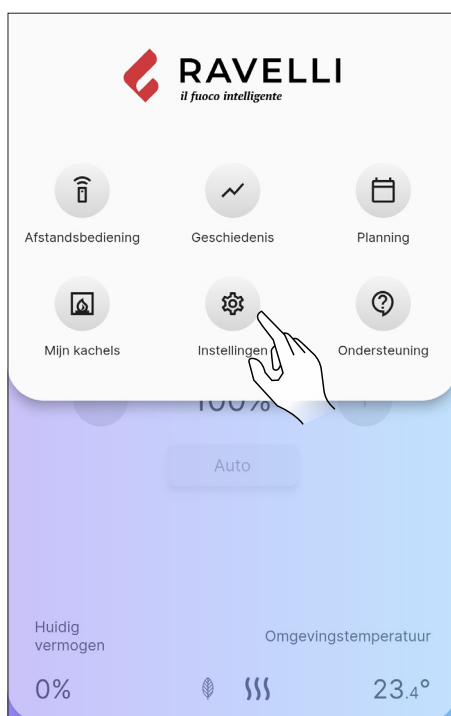 RAVELLI
il fuoco intelligente
Afstandsbediening
Geschiedenis
Planning
Mijn kachels
Instellingen
Ondersteuning
100%
Auto
Huidig
vermogen
Omgevingstemperatuur
0%
23.4°